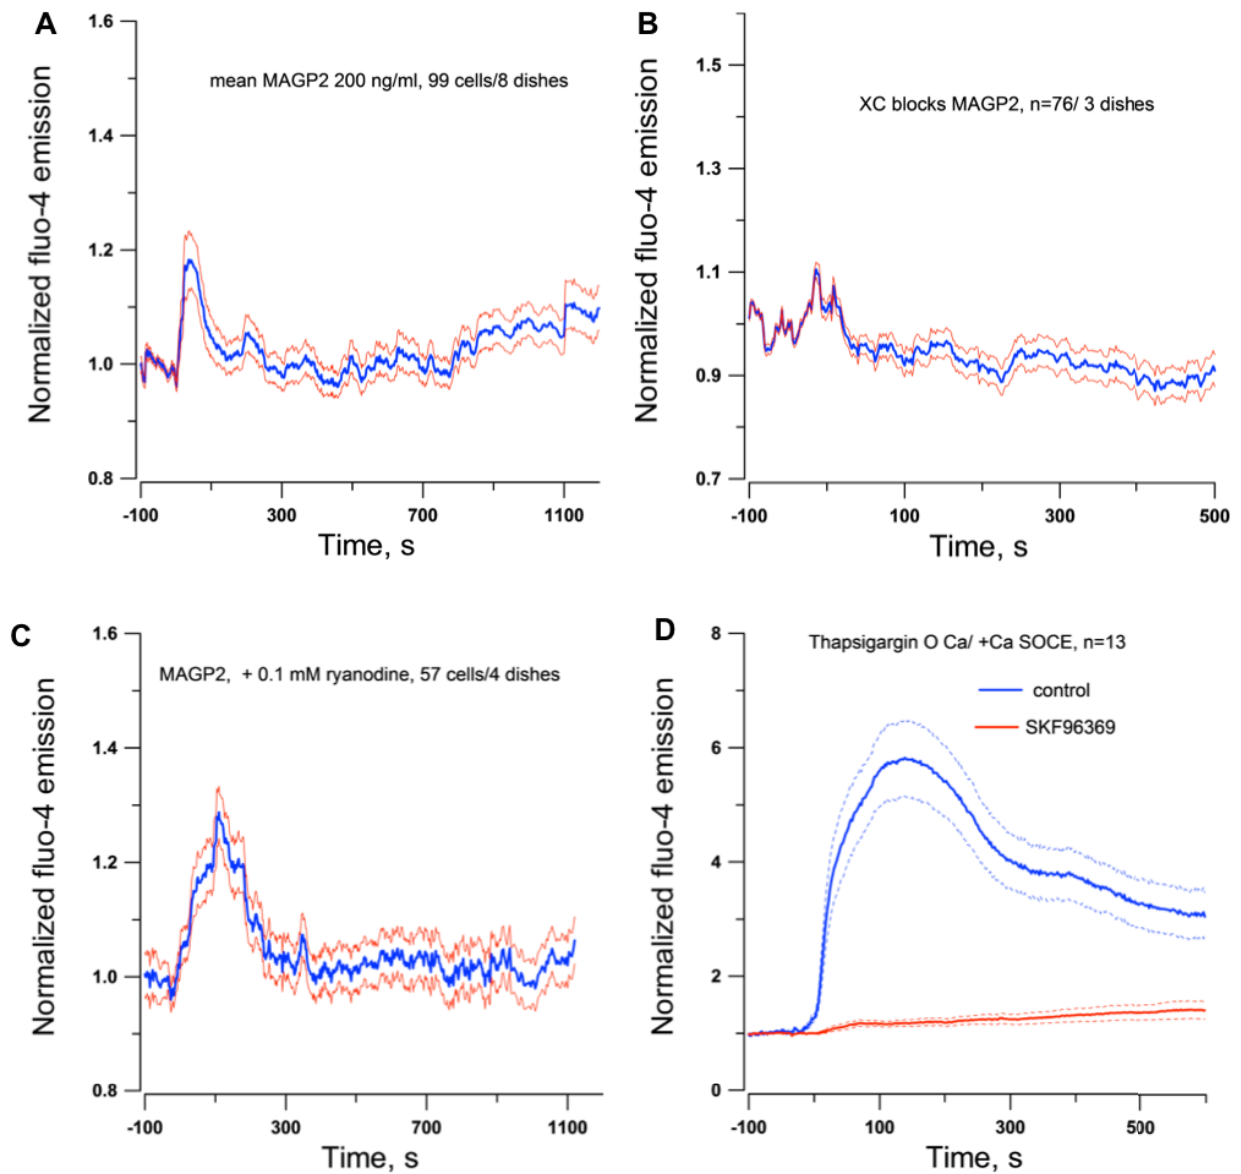 A
Normalized fluo-4 emission
1.6
1.4
1.2
1.0
0.8
mean MAGP2 200 ng/ml, 99 cells/8 dishes
-100 300 700 1100
Time, s
B
Normalized fluo-4 emission
1.5
1.3
1.1
0.9
0.7
XC blocks MAGP2, n=76/ 3 dishes
-100 100 300 500
Time, s
C
Normalized fluo-4 emission
1.6
1.4
1.2
1.0
0.8
MAGP2, + 0.1 mM ryanodine, 57 cells/4 dishes
-100 300 700 1100
Time, s
D
Normalized fluo-4 emission
8
6
4
2
0
Thapsigargin O Ca/ +Ca SOCE, n=13
control
SKF96369
-100 100 300 500
Time, s